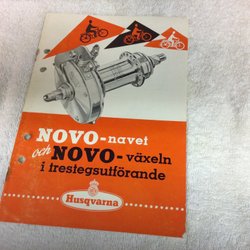 NOVO-navet
och NOVO-växeln
i trestegsutförande
Husqvarna